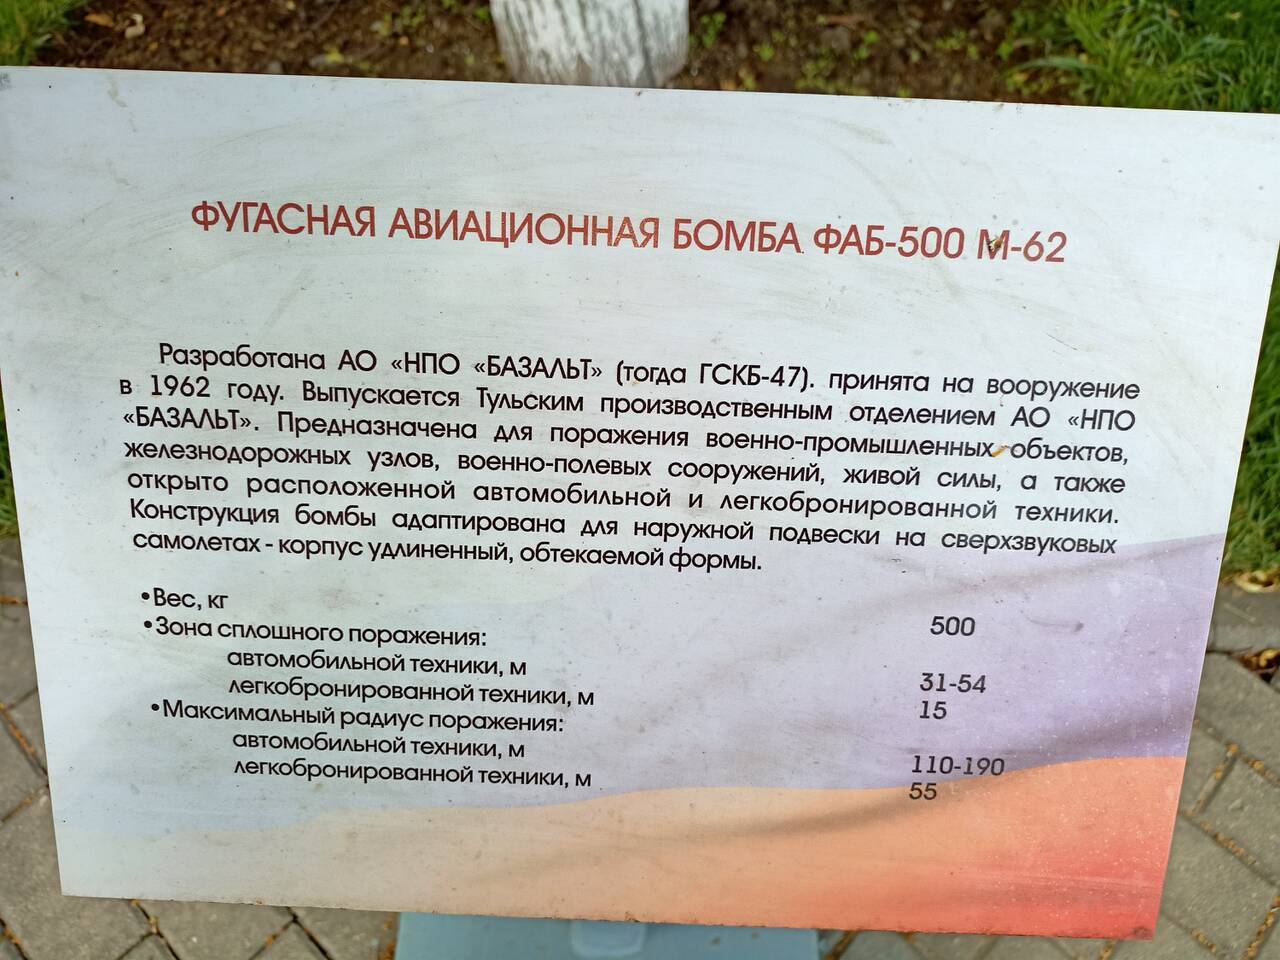 ФУГАСНАЯ АВИАЦИОННАЯ БОМБА ФАБ-500 М-62
Разработана АО «НПО «БАЗАЛЬТ» (тогда ГСКБ-47). принята на вооружение
в 1962 году. Выпускается Тульским производственным отделением АО «НПО
«БАЗАЛЬТ». Предназначена для поражения военно-промышленных объектов,
железнодорожных узлов, военно-полевых сооружений, живой силы, а также
открыто расположенной автомобильной и легкобронированной техники.
Конструкция бомбы адаптирована для наружной подвески на сверхзвуковых
самолетах - корпус удлиненный, обтекаемой формы.
•Вес, кг 500
•Зона сплошного поражения:
автомобильной техники, м 31-54
легкобронированной техники, м 15
•Максимальный радиус поражения:
автомобильной техники, м 110-190
легкобронированной техники, м 55